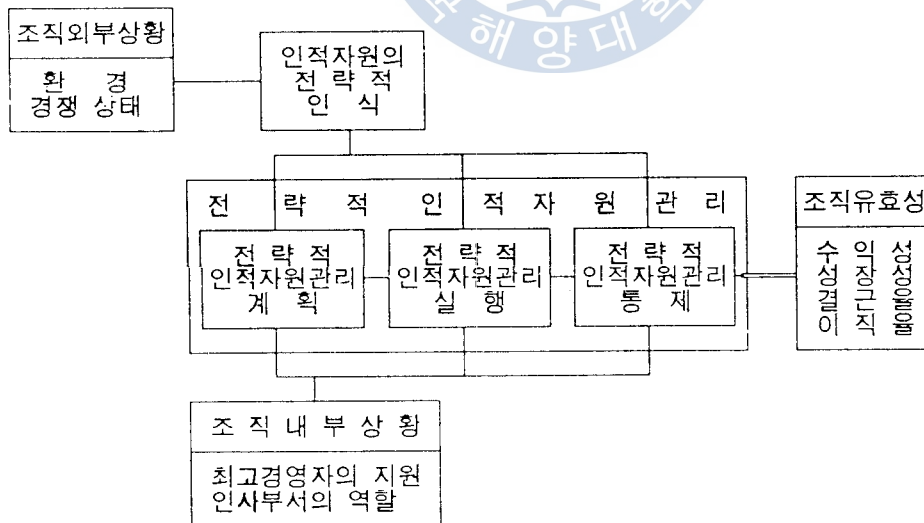 해양대
조직외부상황
환 경
경쟁 상태
인적자원의
전 략 적
인 식
전 략 적 인 적 자 원 관 리
전 략 적
인적자원관리
계 획
전 략 적
인적자원관리
실 행
전 략 적
인적자원관리
통 제
조직유효성
수 익 성
성 장 성
결 근 율
이 직 율
조 직 내 부 상 황
최고경영자의 지원
인사부서의 역할